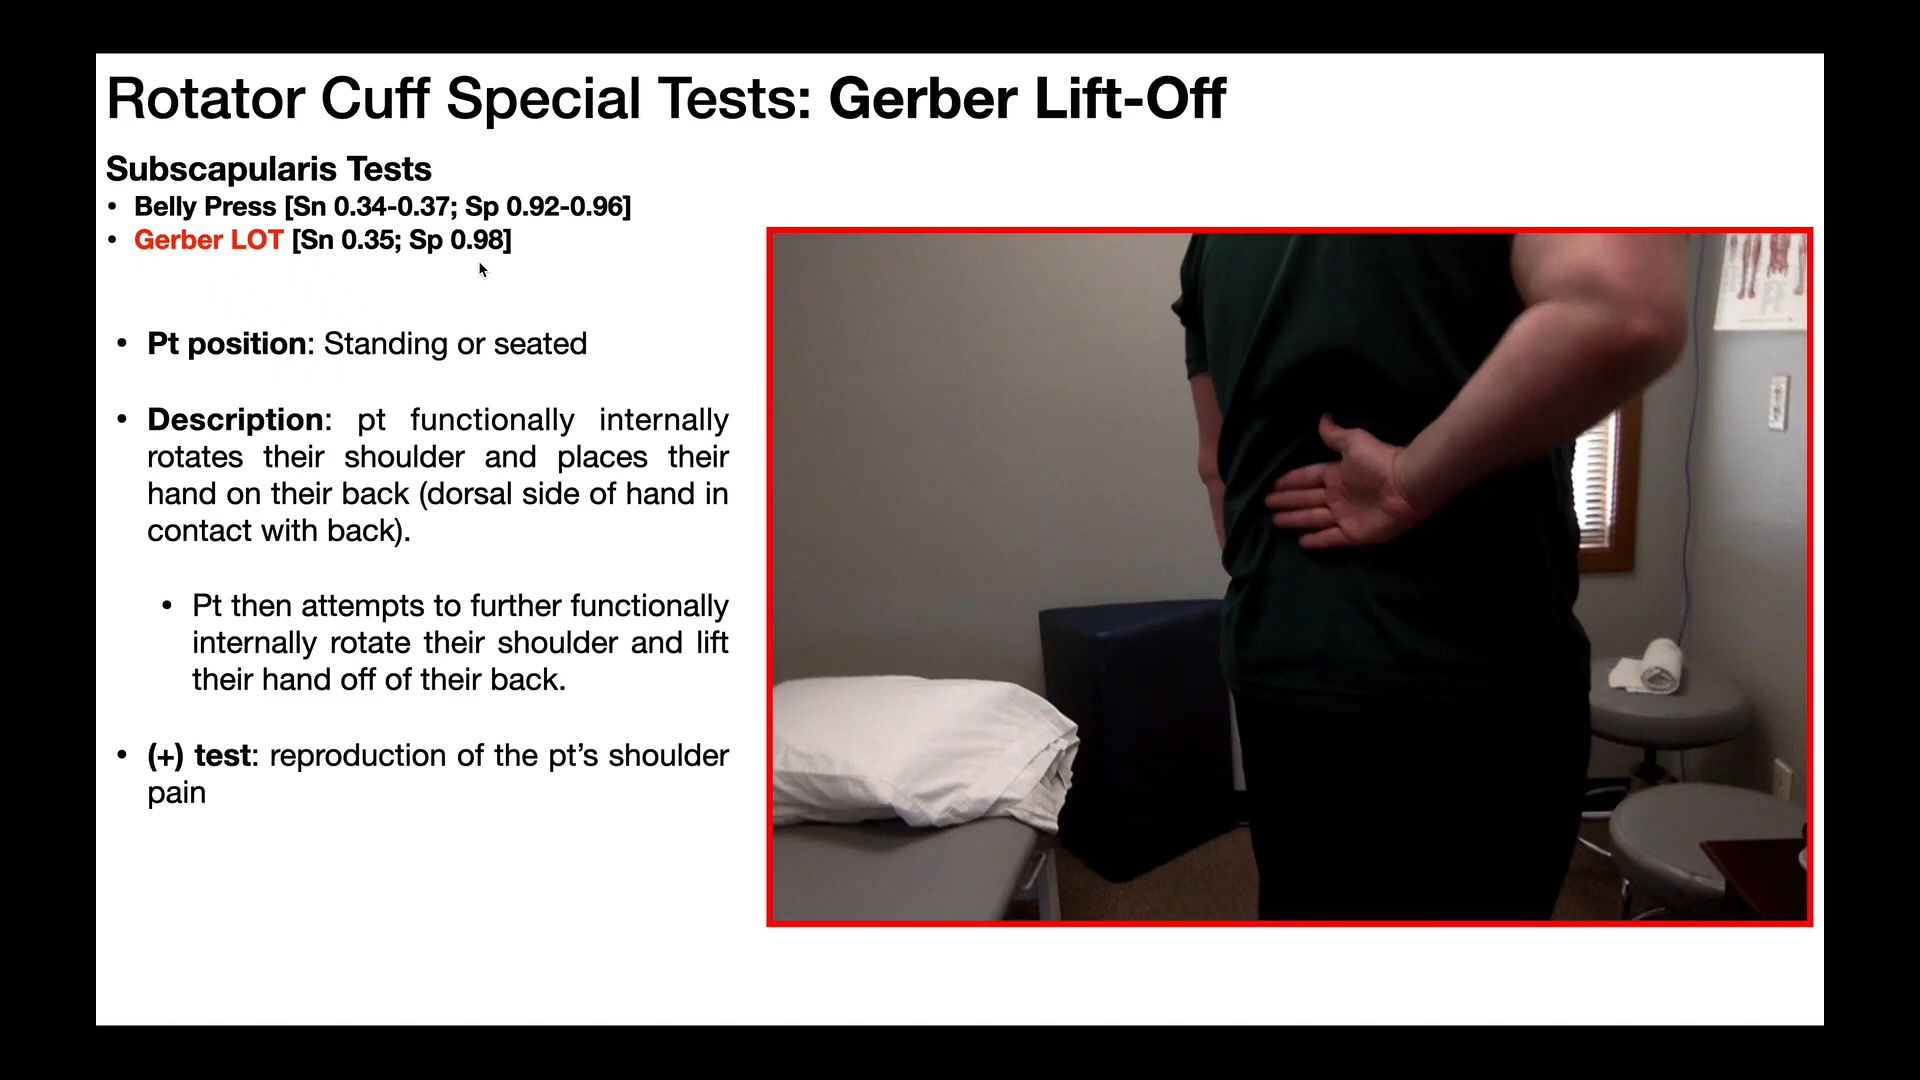 Rotator Cuff Special Tests: Gerber Lift-Off
Subscapularis Tests
• Belly Press [Sn 0.34-0.37; Sp 0.92-0.96]
• Gerber LOT [Sn 0.35; Sp 0.98]
• Pt position: Standing or seated
• Description: pt functionally internally
rotates their shoulder and places their
hand on their back (dorsal side of hand in
contact with back).
• Pt then attempts to further functionally
internally rotate their shoulder and lift
their hand off of their back.
• (+) test: reproduction of the pt’s shoulder
pain